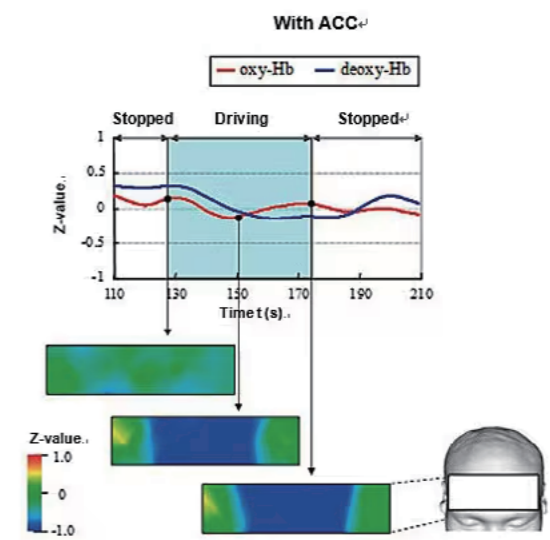 With ACC↵
oxy-Hb deoxy-Hb
Stopped Driving Stopped↵
1
0.5
0
-0.5
-1
Z-value.
110 130 150 170 190 210
Time t (s).
Z-value.
1.0
0
-1.0